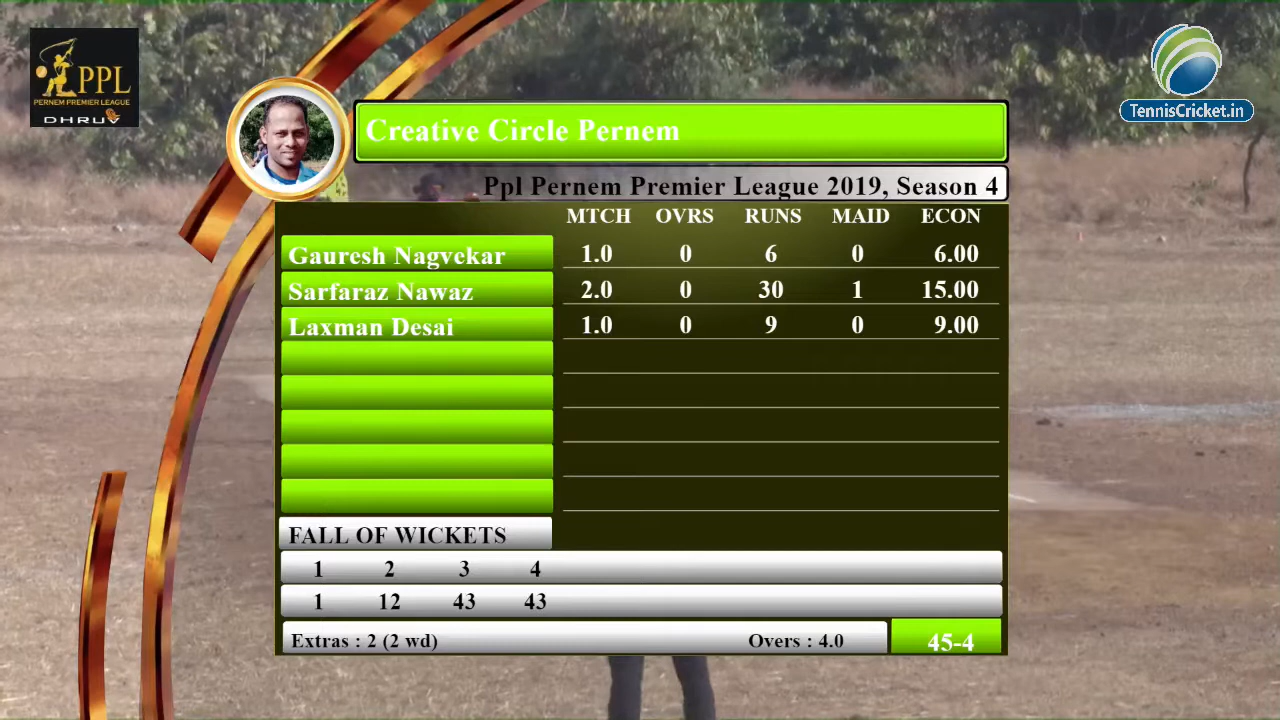 PPL
PERNEM PREMIER LEAGUE
DHRUV
TennisCricket.in
Creative Circle Pernem
Ppl Pernem Premier League 2019, Season 4
MTCH OVRS RUNS MAID ECON
Gauresh Nagvekar 1.0 0 6 0 6.00
Sarfaraz Nawaz 2.0 0 30 1 15.00
Laxman Desai 1.0 0 9 0 9.00
FALL OF WICKETS
1 2 3 4
1 12 43 43
Extras : 2 (2 wd) Overs : 4.0 45-4